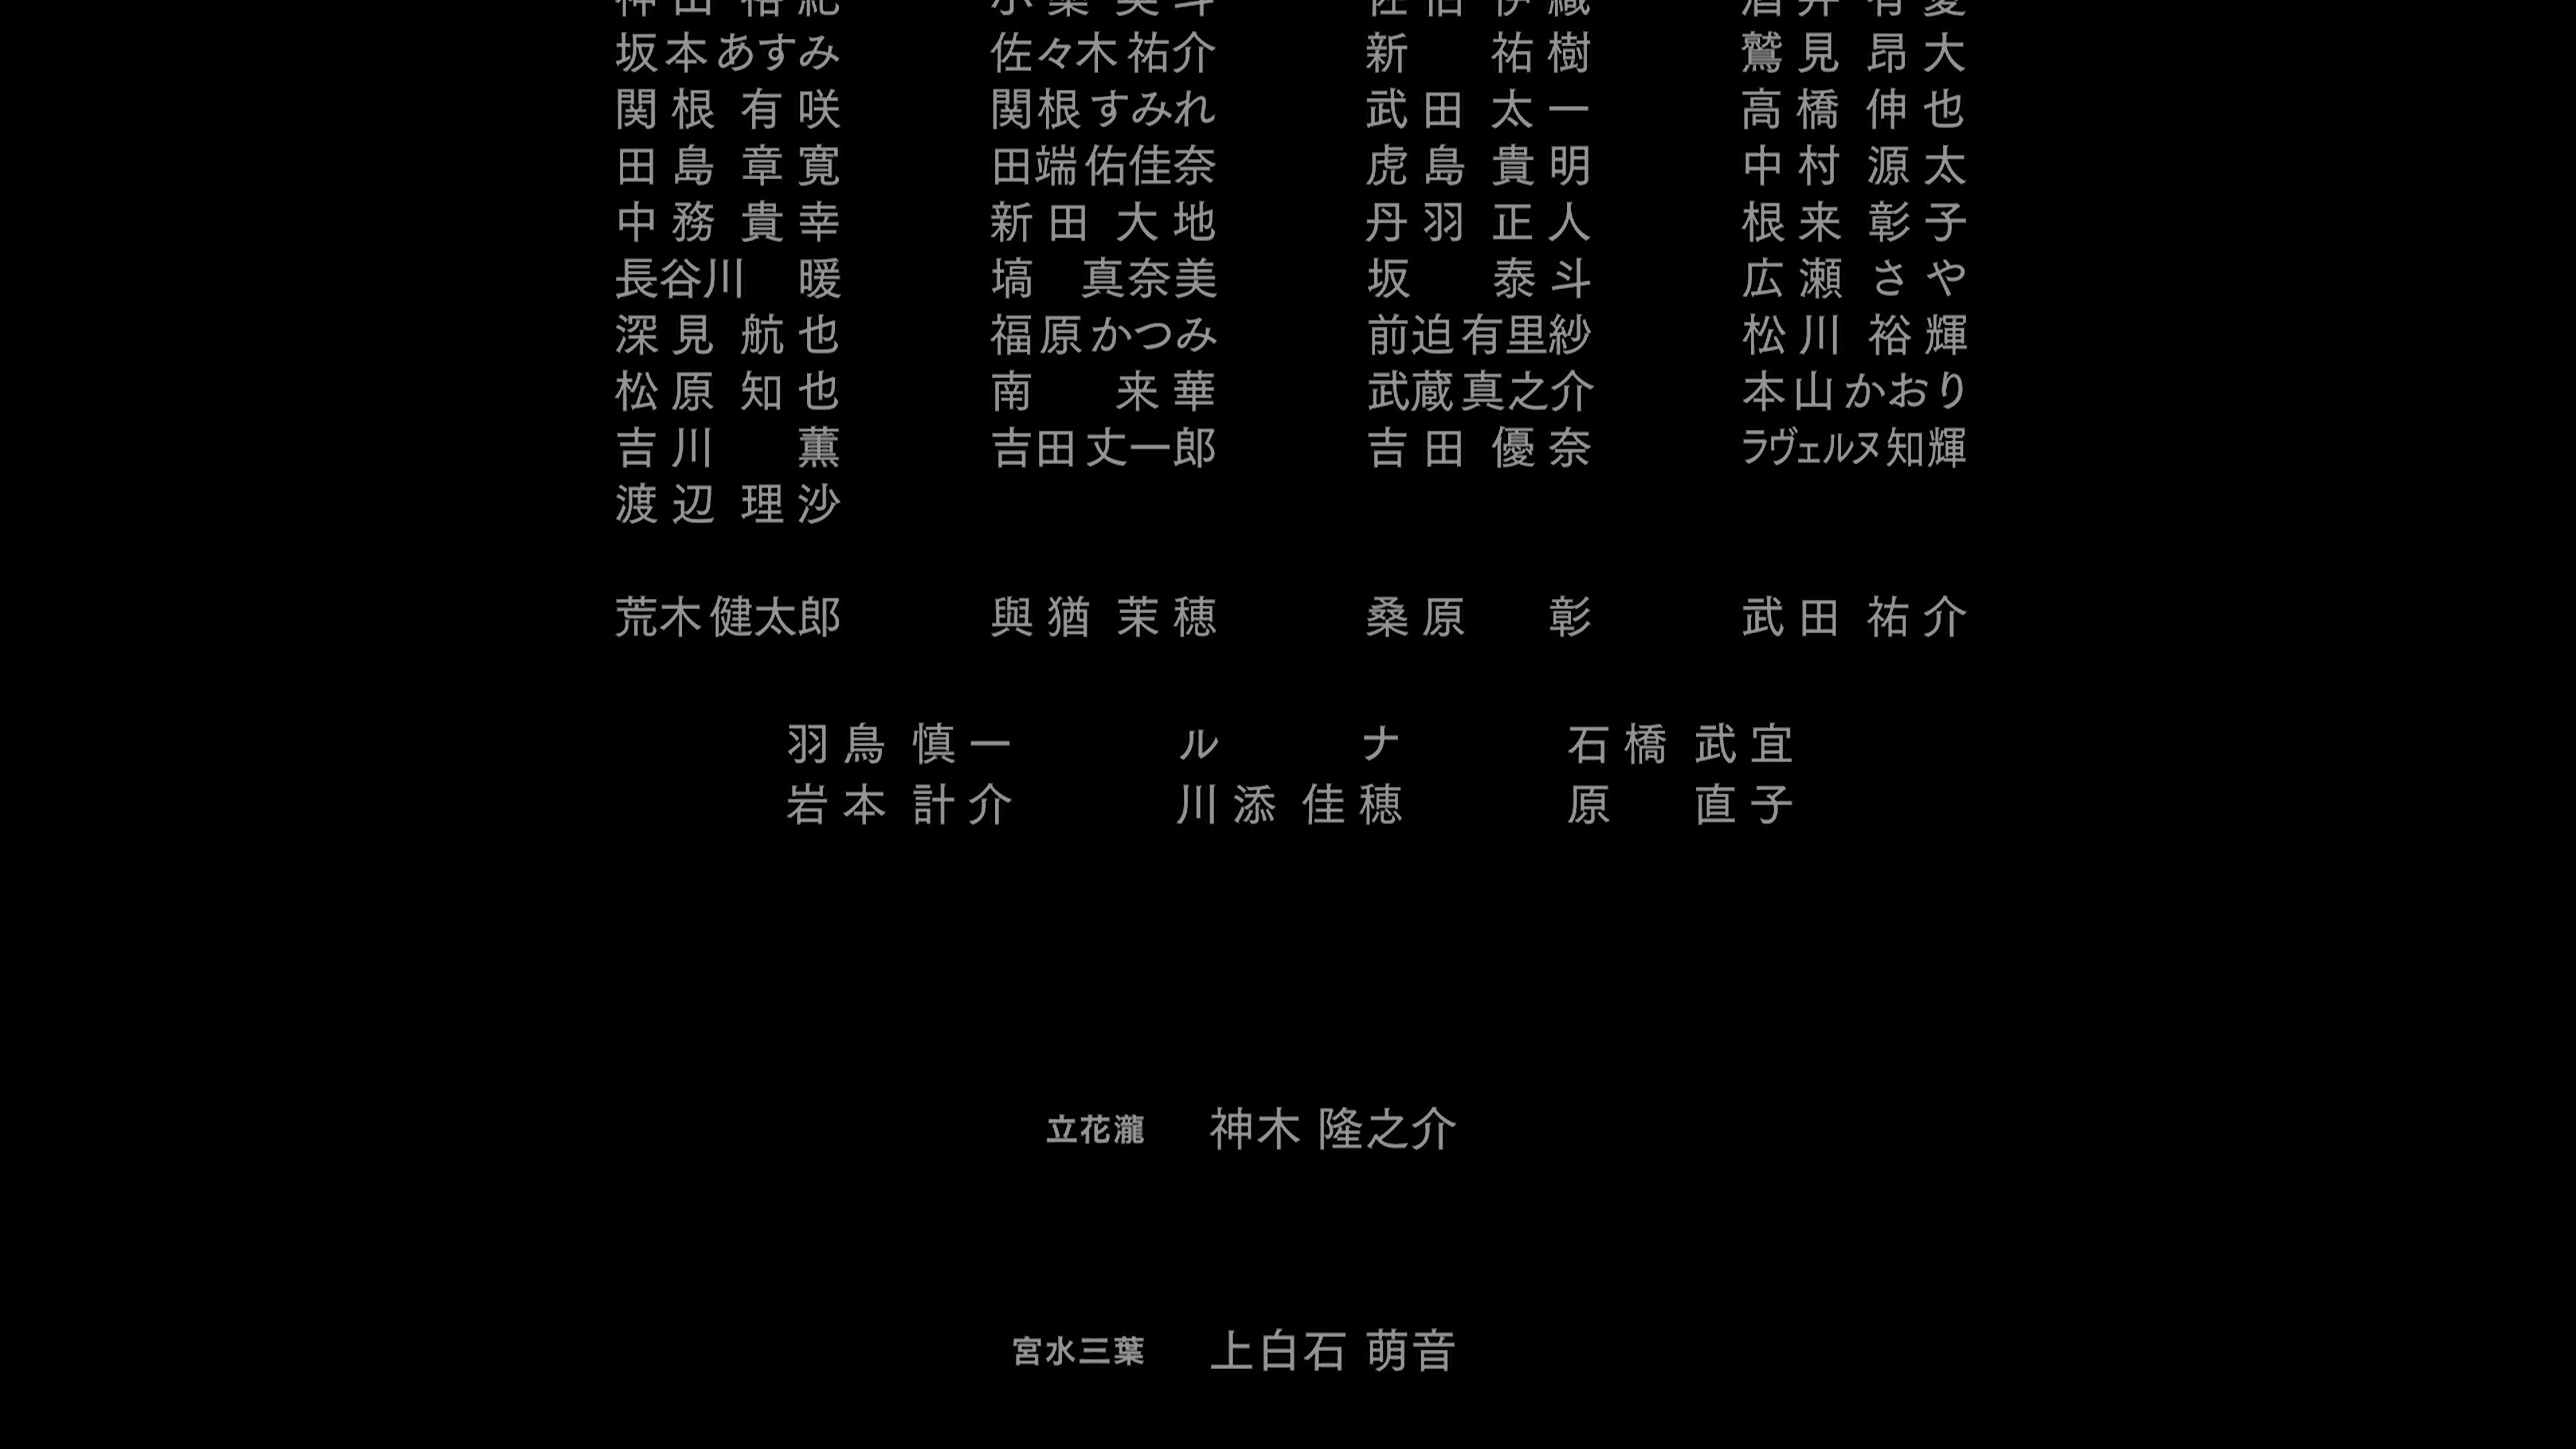 坂本あすみ 佐々木祐介 新 祐樹 鷲見昂大
関根有咲 関根すみれ 武田太一 高橋伸也
田島章寛 田端佑佳奈 虎島貴明 中村源太
中務貴幸 新田大地 丹羽正人 根来彰子
長谷川 暖 塙 真奈美 坂 泰斗 広瀬さや
深見航也 福原かつみ 前迫有里紗 松川裕輝
松原知也 南 来華 武蔵真之介 本山かおり
吉川 薫 吉田丈一郎 吉田優奈 ラヴェルヌ知輝
渡辺理沙
荒木健太郎 與猶茉穂 桑原 彰 武田祐介
羽鳥慎一 ルナ 石橋武宜
岩本計介 川添佳穂 原 直子
立花瀧 神木 隆之介
宮水三葉 上白石 萌音